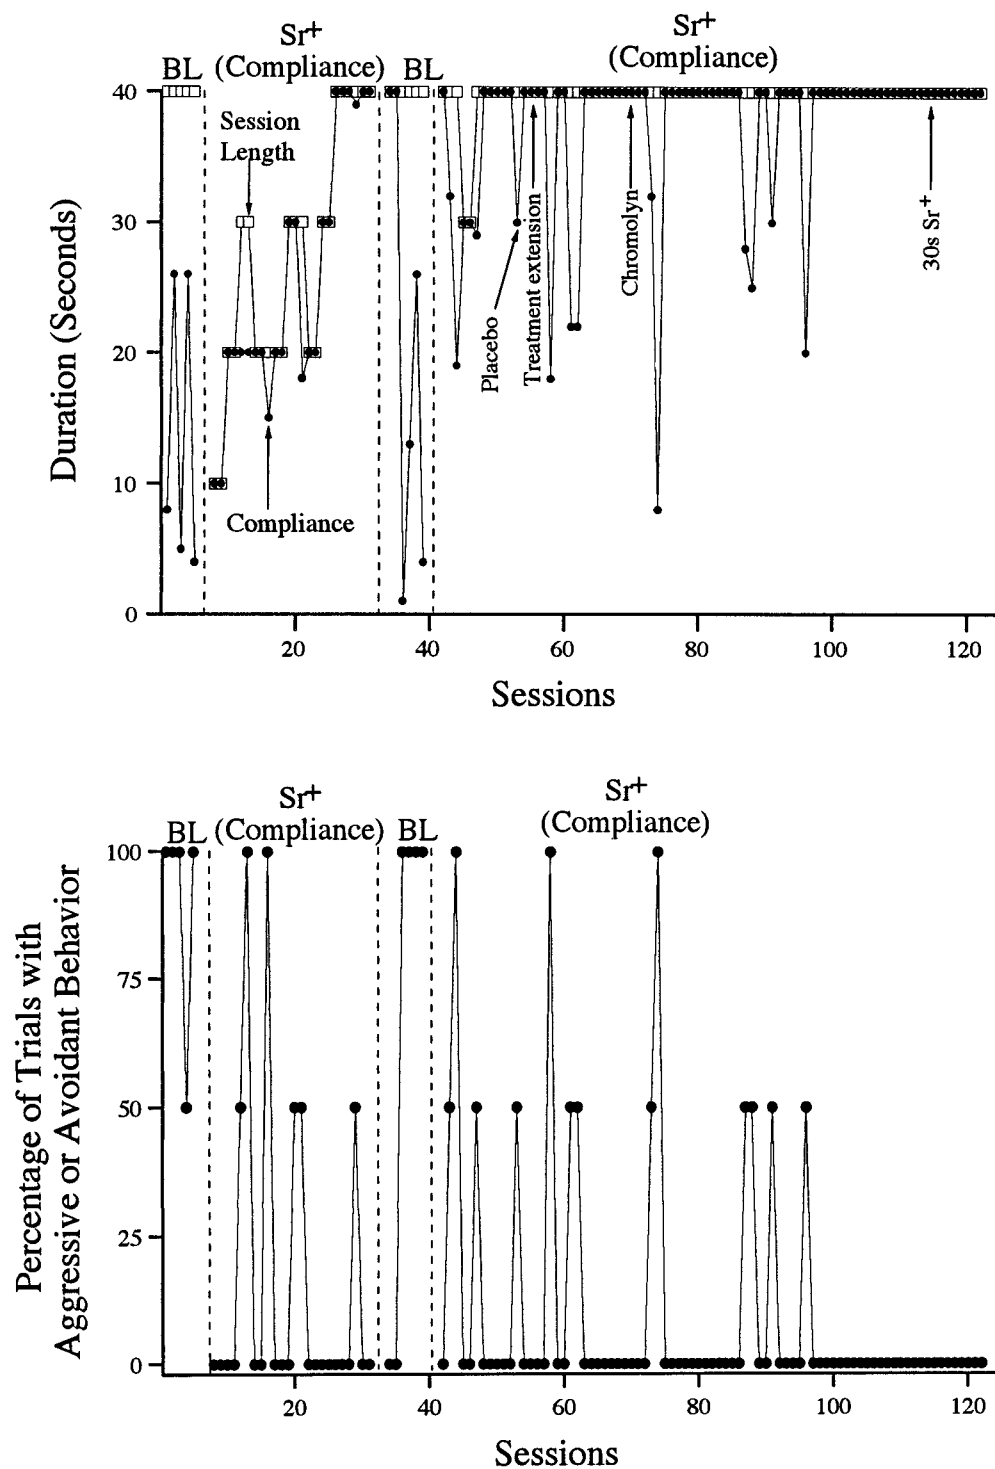 Sr+
(Compliance)
Sr+
(Compliance)
BL
BL
Duration (Seconds)
40
30
20
10
0
Session
Length
Compliance
Placebo
Treatment extension
Chromolyn
30s Sr+
20
40
60
80
100
120
Sessions
Sr+
(Compliance)
Sr+
(Compliance)
BL
BL
Percentage of Trials with
Aggressive or Avoidant Behavior
100
75
50
25
0
20
40
60
80
100
120
Sessions